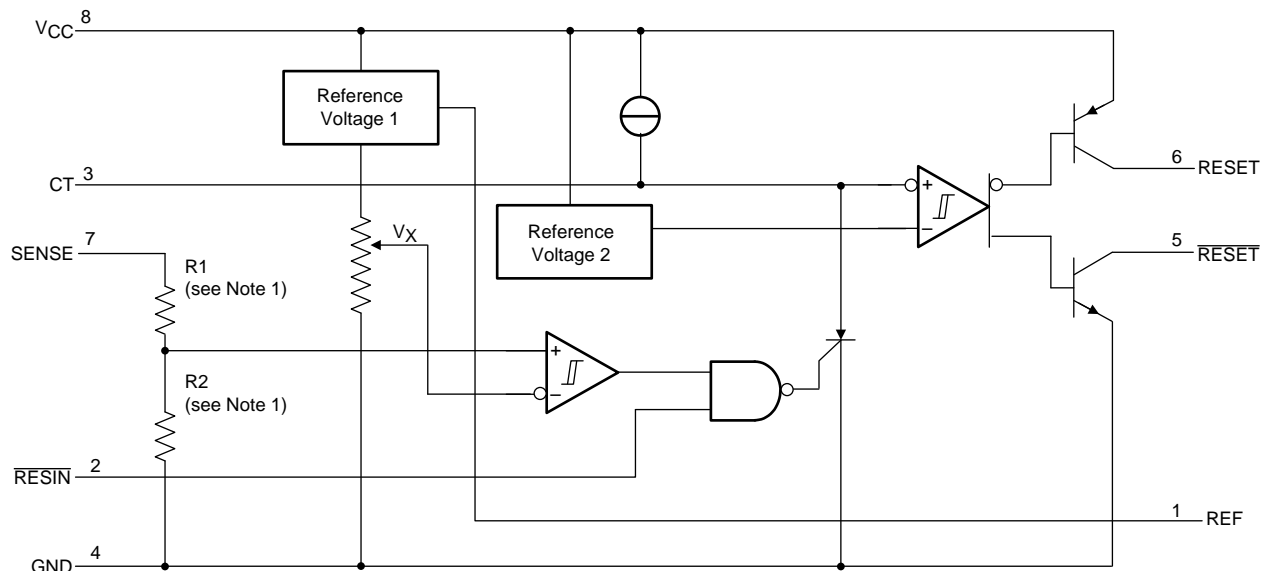 VCC 8
Reference
Voltage 1
CT 3
+
−
6 RESET
SENSE 7
VX
Reference
Voltage 2
5 RESET
R1
(see Note 1)
+
−
R2
(see Note 1)
RESIN 2
1 REF
GND 4